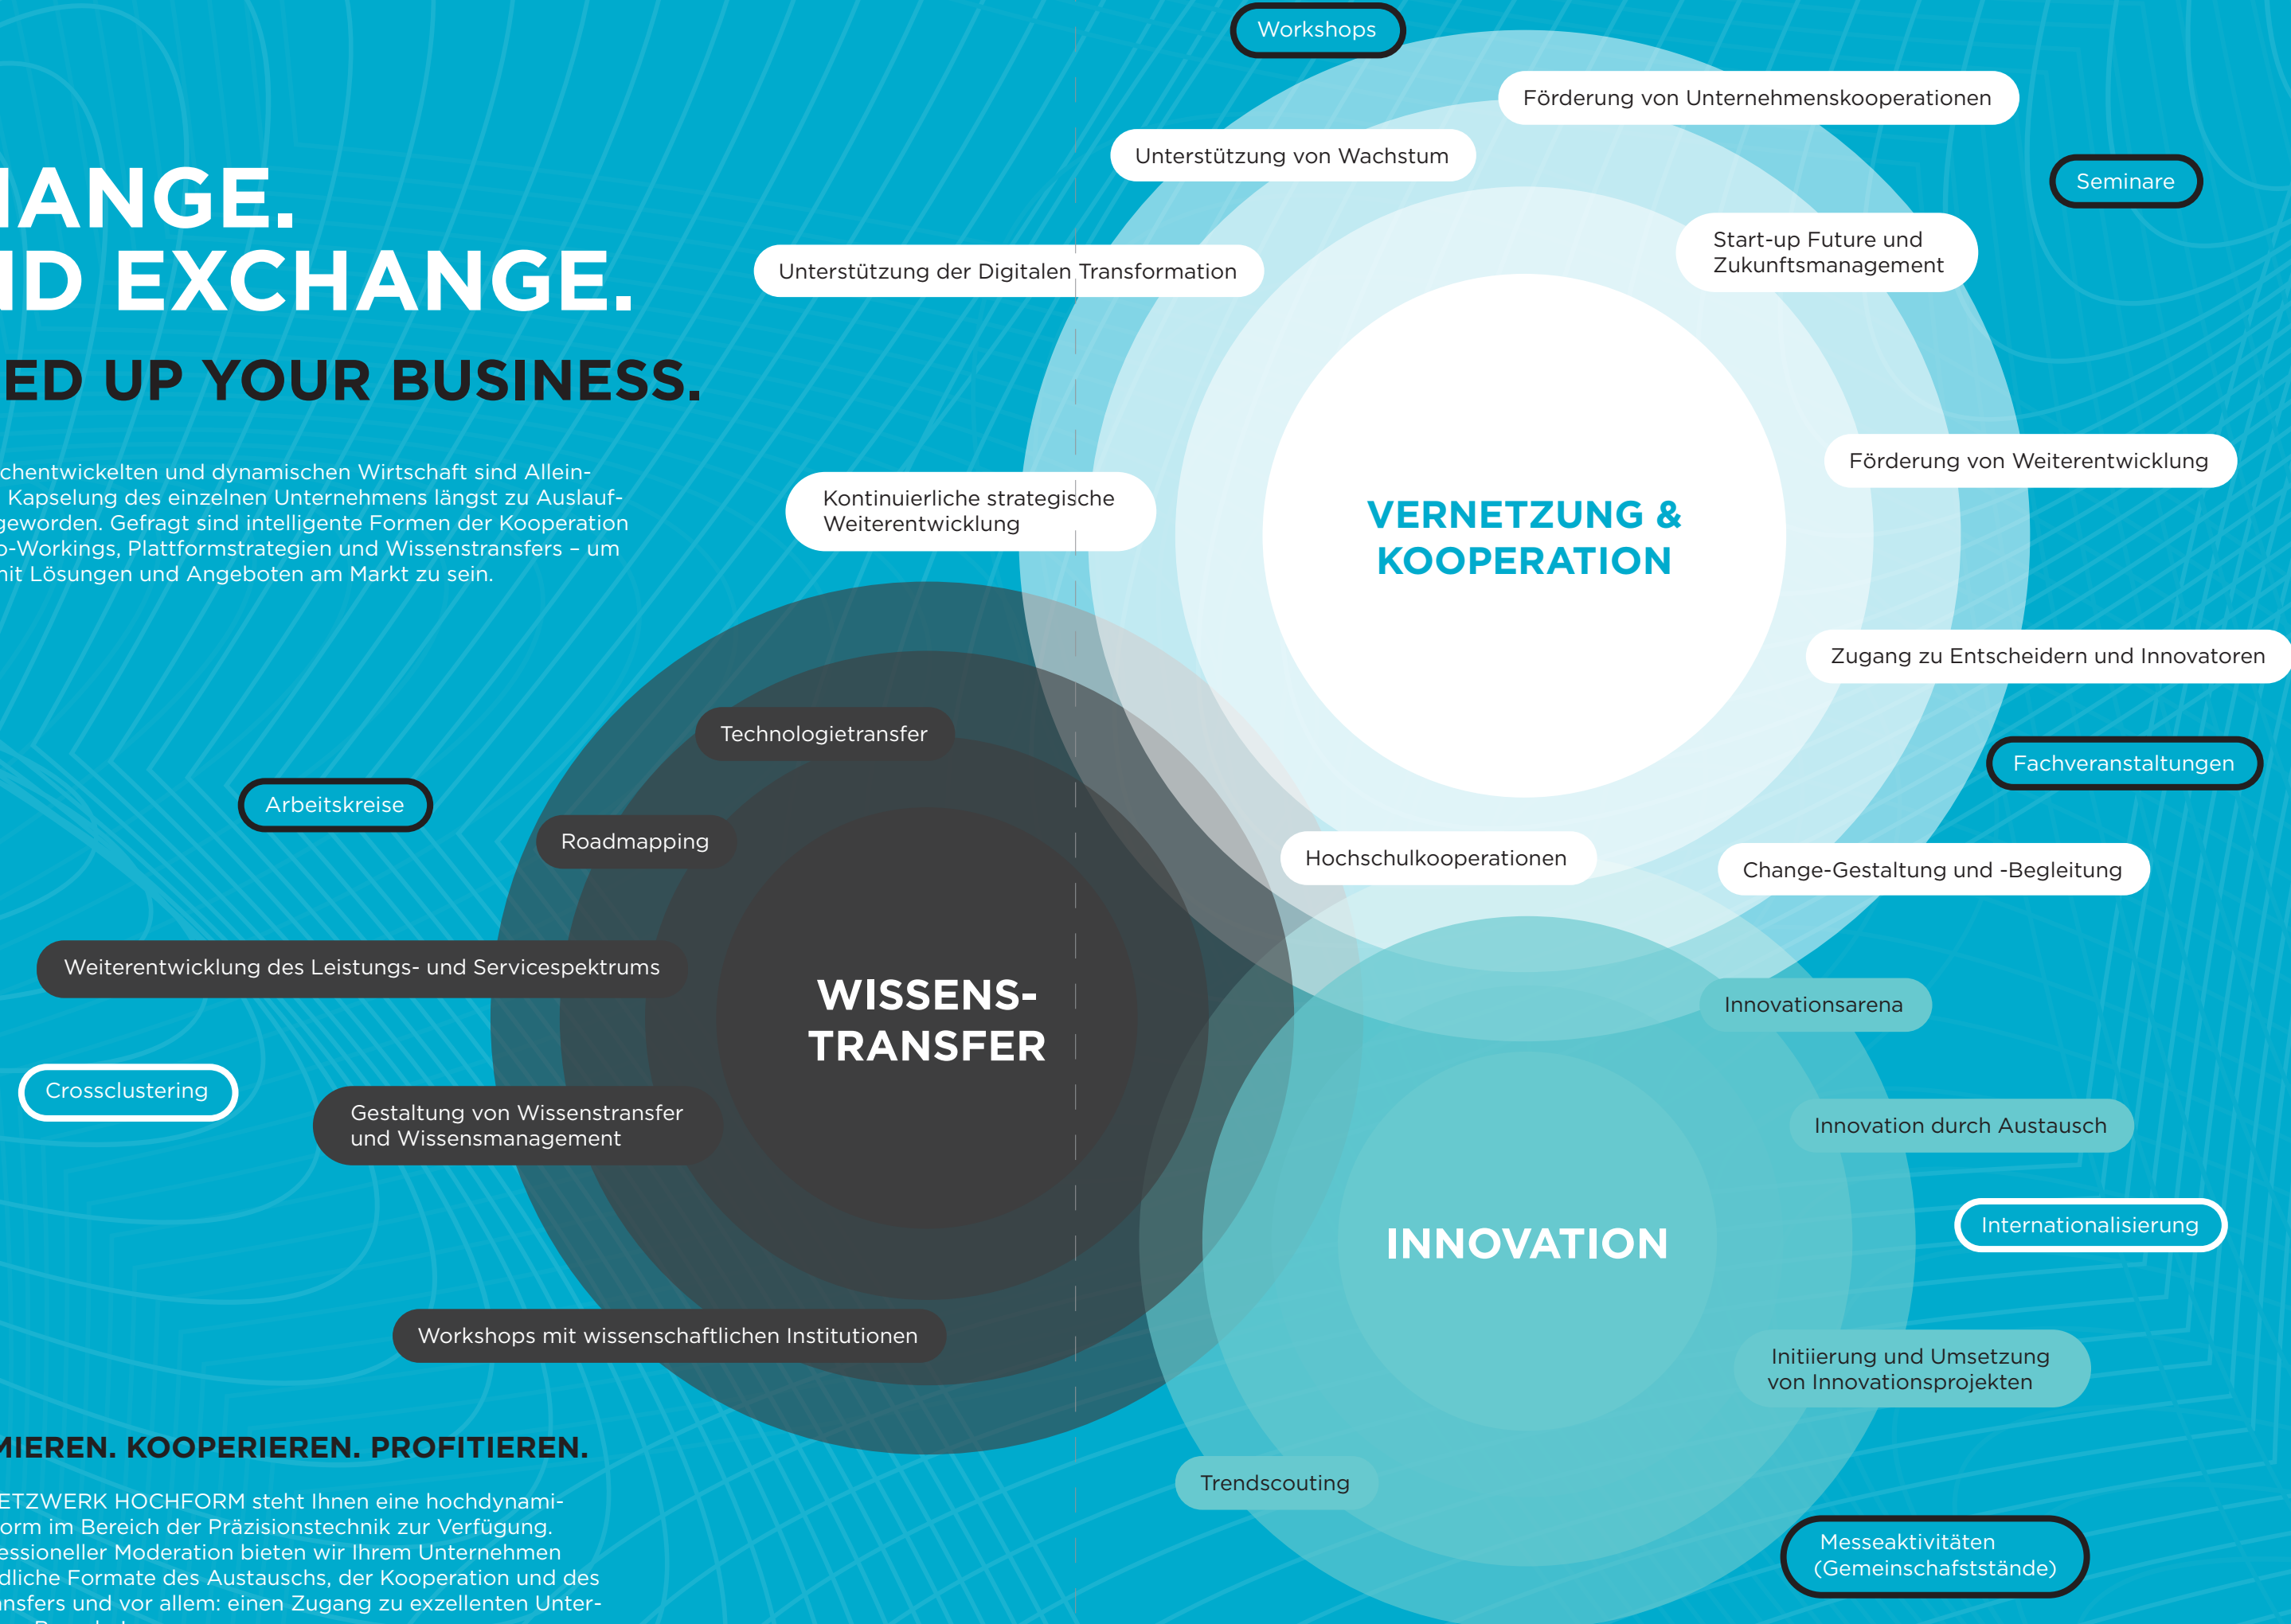 HANGE.
ND EXCHANGE.
ED UP YOUR BUSINESS.
chentwickelten und dynamischen Wirtschaft sind Allein-
Kapselung des einzelnen Unternehmens längst zu Auslauf-
geworden. Gefragt sind intelligente Formen der Kooperation
o-Workings, Plattformstrategien und Wissenstransfers – um
mit Lösungen und Angeboten am Markt zu sein.
Workshops
Förderung von Unternehmenskooperationen
Unterstützung von Wachstum
Seminare
Start-up Future und
Zukunftsmanagement
Unterstützung der Digitalen Transformation
Förderung von Weiterentwicklung
Kontinuierliche strategische
Weiterentwicklung
VERNETZUNG &
KOOPERATION
Zugang zu Entscheidern und Innovatoren
Technologietransfer
Fachveranstaltungen
Arbeitskreise
Roadmapping
Hochschulkooperationen
Change-Gestaltung und -Begleitung
Weiterentwicklung des Leistungs- und Servicespektrums
WISSENS-
TRANSFER
Innovationsarena
Crossclustering
Gestaltung von Wissenstransfer
und Wissensmanagement
Innovation durch Austausch
Internationalisierung
INNOVATION
Workshops mit wissenschaftlichen Institutionen
Initiierung und Umsetzung
von Innovationsprojekten
Trendscouting
Messeaktivitäten
(Gemeinschafststände)
MIEREN. KOOPERIEREN. PROFITIEREN.
ETZWERK HOCHFORM steht Ihnen eine hochdynami-
orm im Bereich der Präzisionstechnik zur Verfügung.
essioneller Moderation bieten wir Ihrem Unternehmen
dliche Formate des Austauschs, der Kooperation und des
ansfers und vor allem: einen Zugang zu exzellenten Unter-